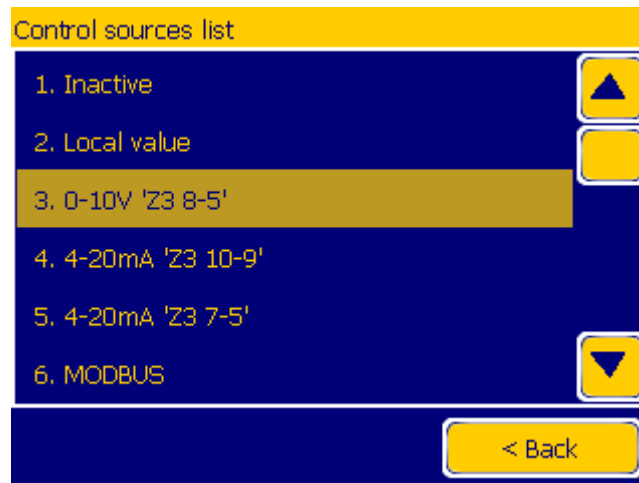 Control sources list
1. Inactive
2. Local value
3. 0-10V 'Z3 8-5'
4. 4-20mA 'Z3 10-9'
5. 4-20mA 'Z3 7-5'
6. MODBUS
< Back